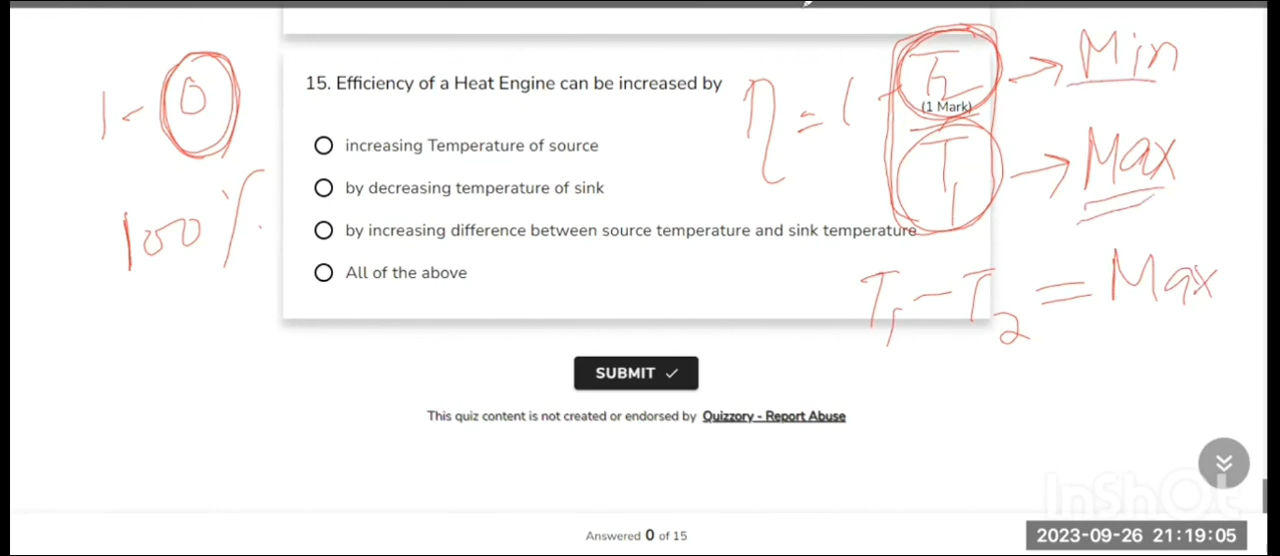 15. Efficiency of a Heat Engine can be increased by
(1 Mark)
increasing Temperature of source
by decreasing temperature of sink
by increasing difference between source temperature and sink temperature
All of the above
1 - 0
100%
η = 1 - T2
T1
→ Min
→ Max
T1 - T2 = Max
SUBMIT ✓
This quiz content is not created or endorsed by Quizzory - Report Abuse
InShOt
Answered 0 of 15
2023-09-26 21:19:05